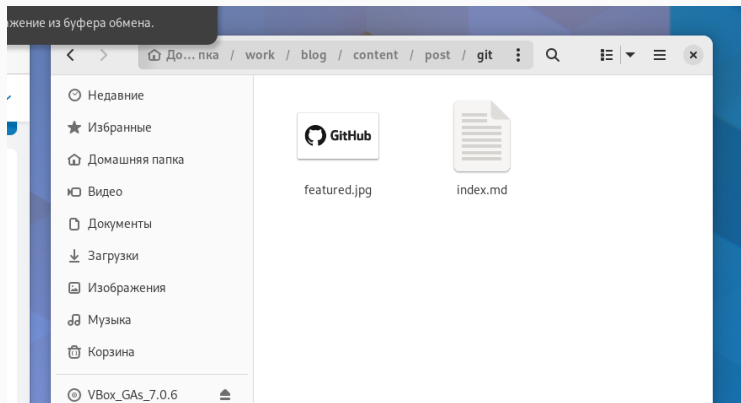 ажение из буфера обмена.
До... пка / work / blog / content / post / git
Недавние
Избранные
Домашняя папка
Видео
Документы
Загрузки
Изображения
Музыка
Корзина
VBox_GAs_7.0.6
GitHub
featured.jpg
index.md